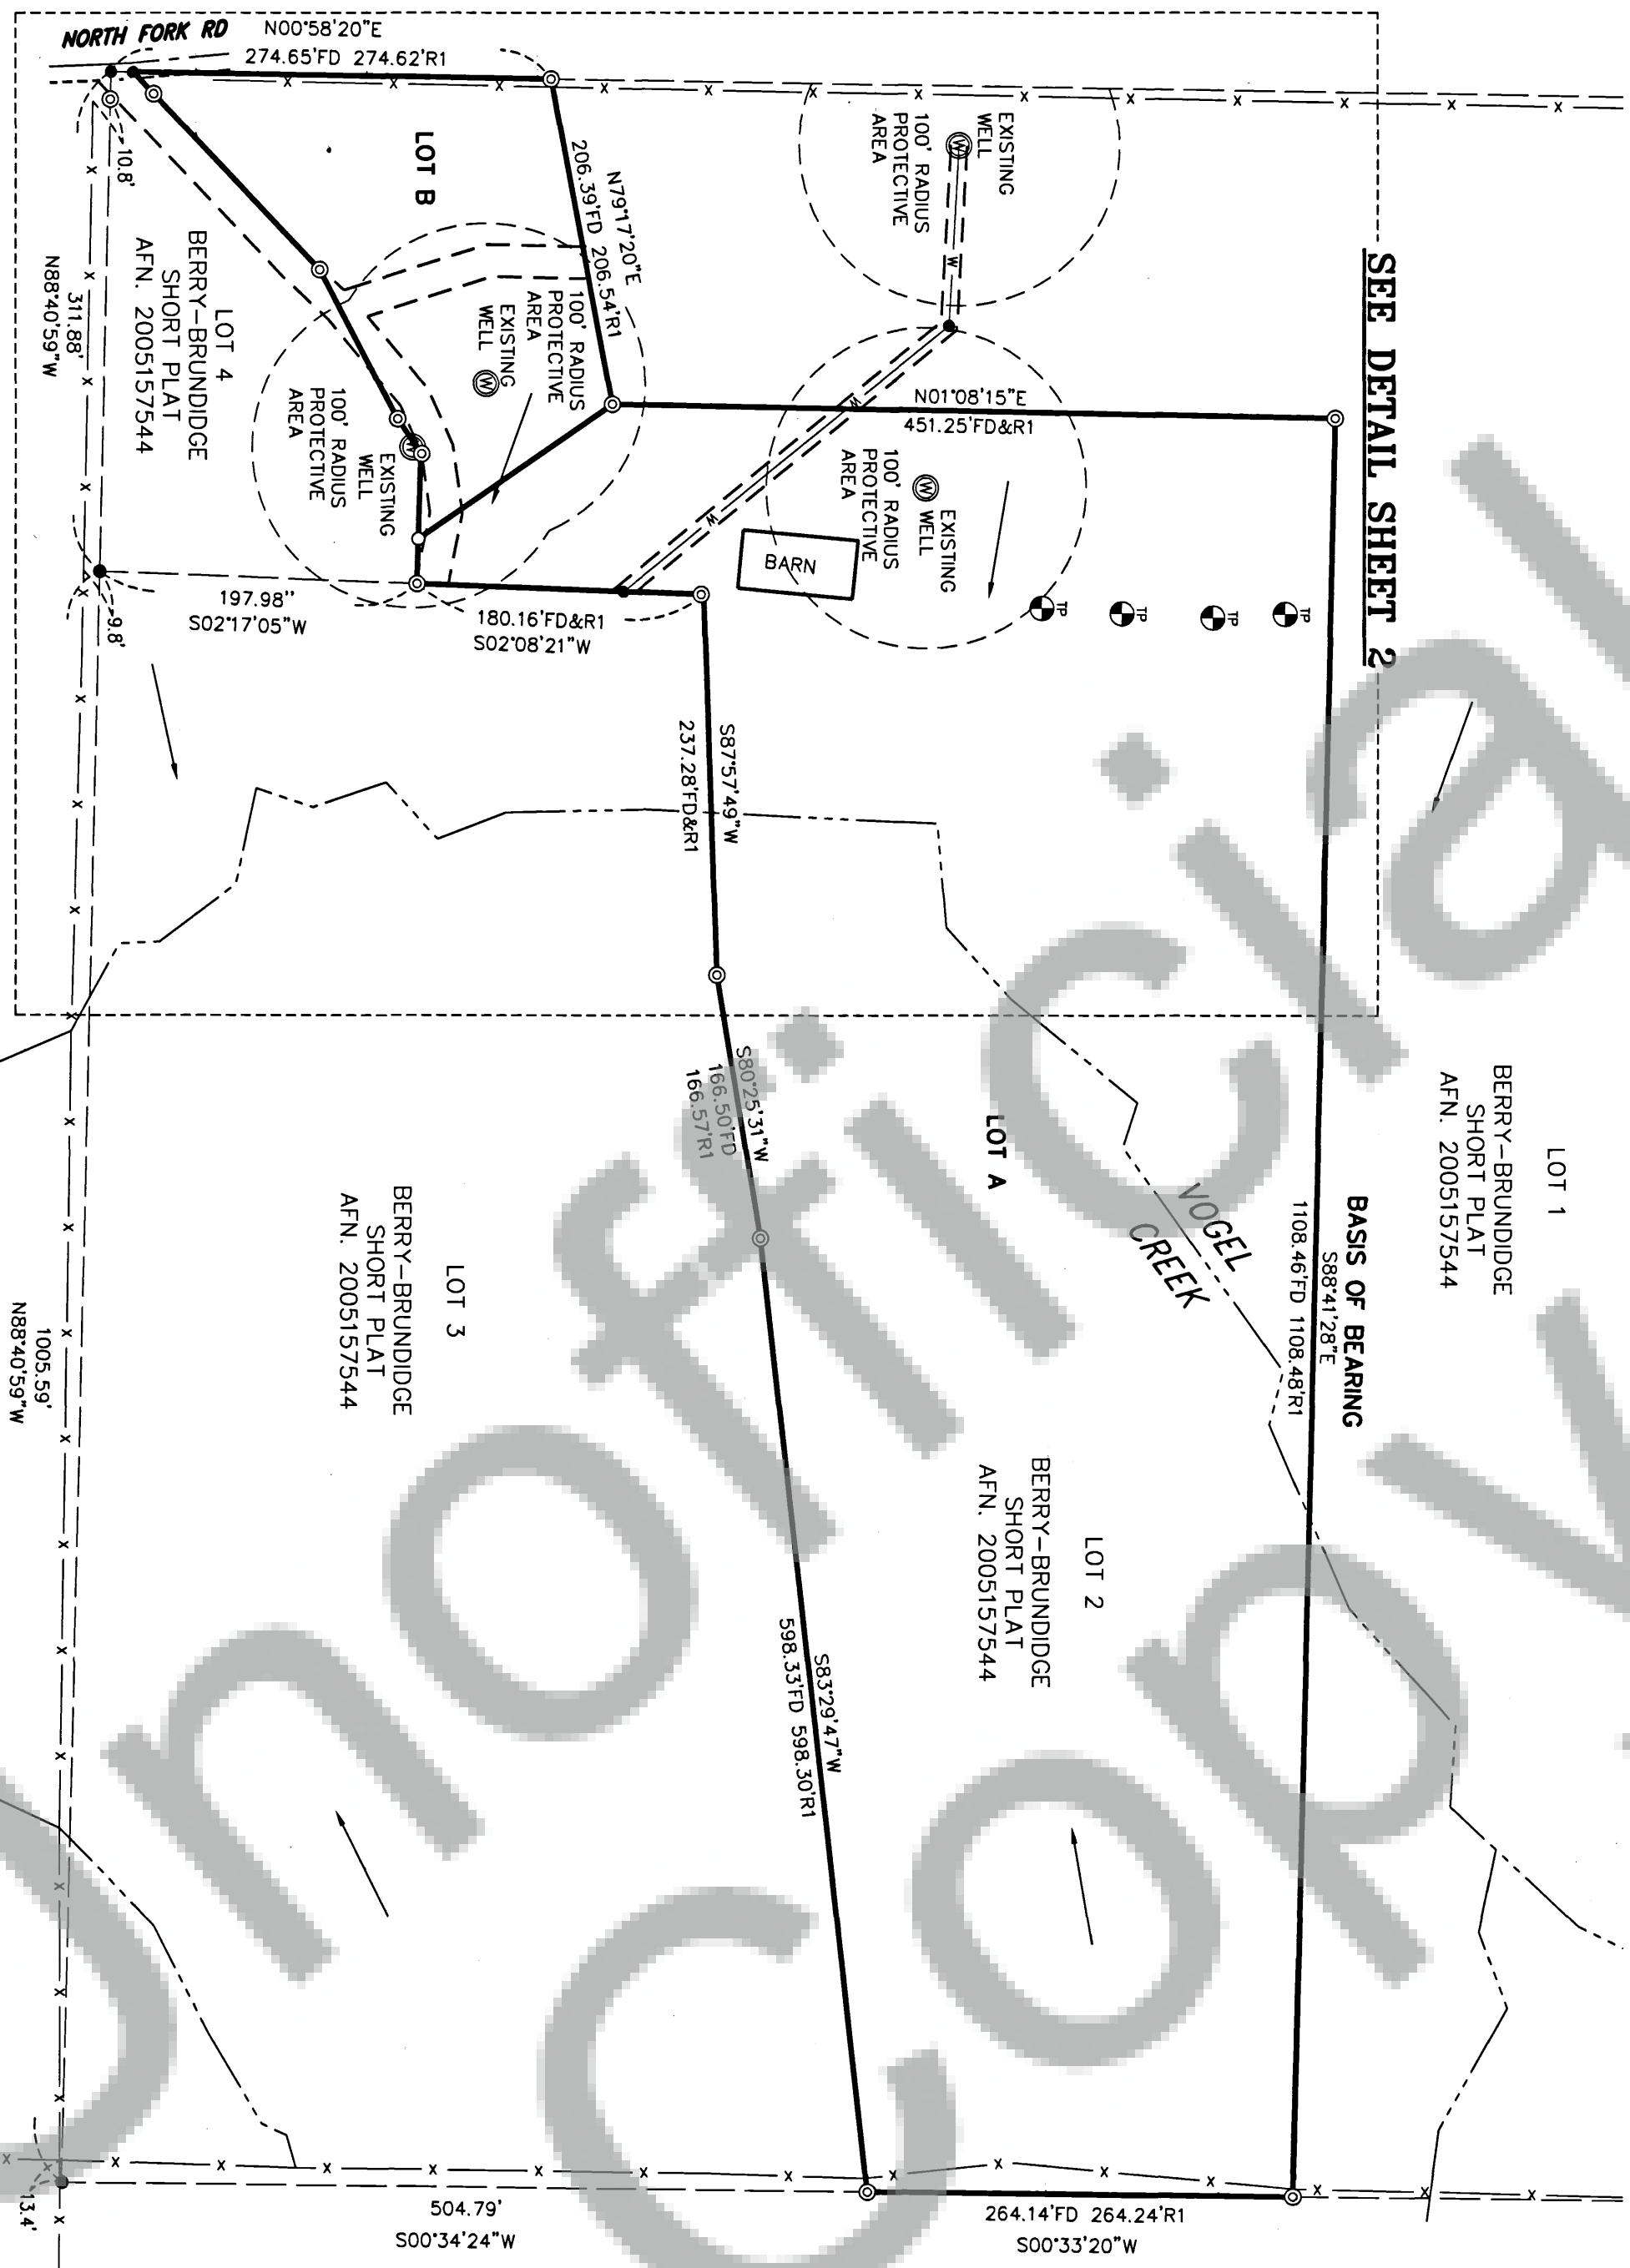 NORTH FORK RD
N00°58'20"E
274.65'FD 274.62'R1
SEE DETAIL SHEET 2
EXISTING
WELL
100' RADIUS
PROTECTIVE
AREA
W
W
W
W
LOT B
N79°17'20"E
206.39'FD 206.54'R1
100' RADIUS
PROTECTIVE
AREA
EXISTING
WELL
W
10.8'
LOT 4
BERRY-BRUNDIDGE
SHORT PLAT
AFN. 2005157544
311.88'
N88°40'59"W
EXISTING
WELL
100' RADIUS
PROTECTIVE
AREA
W
N01°08'15"E
451.25'FD&R1
EXISTING
WELL
100' RADIUS
PROTECTIVE
AREA
W
BARN
TP
TP
TP
TP
197.98"
S02°17'05"W
9.8'
180.16'FD&R1
S02°08'21"W
S87°57'49"W
237.28'FD&R1
S80°25'31"W
166.50'FD
166.57'R1
LOT A
VOGEL
CREEK
LOT 1
BERRY-BRUNDIDGE
SHORT PLAT
AFN. 2005157544
BASIS OF BEARING
S88°41'28"E
1108.46'FD 1108.48'R1
LOT 3
BERRY-BRUNDIDGE
SHORT PLAT
AFN. 2005157544
1005.59'
N88°40'59"W
LOT 2
BERRY-BRUNDIDGE
SHORT PLAT
AFN. 2005157544
S83°29'47"W
598.33'FD 598.30'R1
504.79'
S00°34'24"W
264.14'FD 264.24'R1
S00°33'20"W
13.4'
Unofficial
Copy